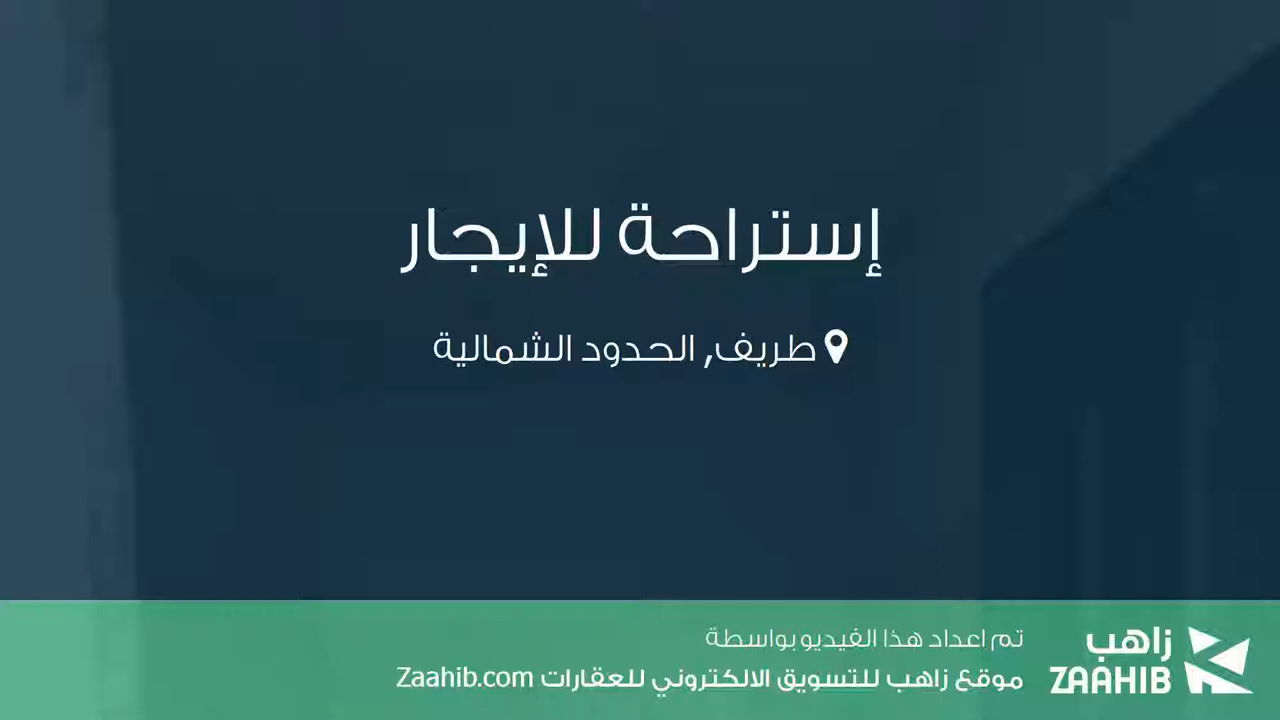 إستراحة للإيجار
طريف, الحدود الشمالية
تم اعداد هذا الفيديو بواسطة
موقع زاهب للتسويق الالكتروني للعقارات Zaahib.com
زاهب
ZAAHIB